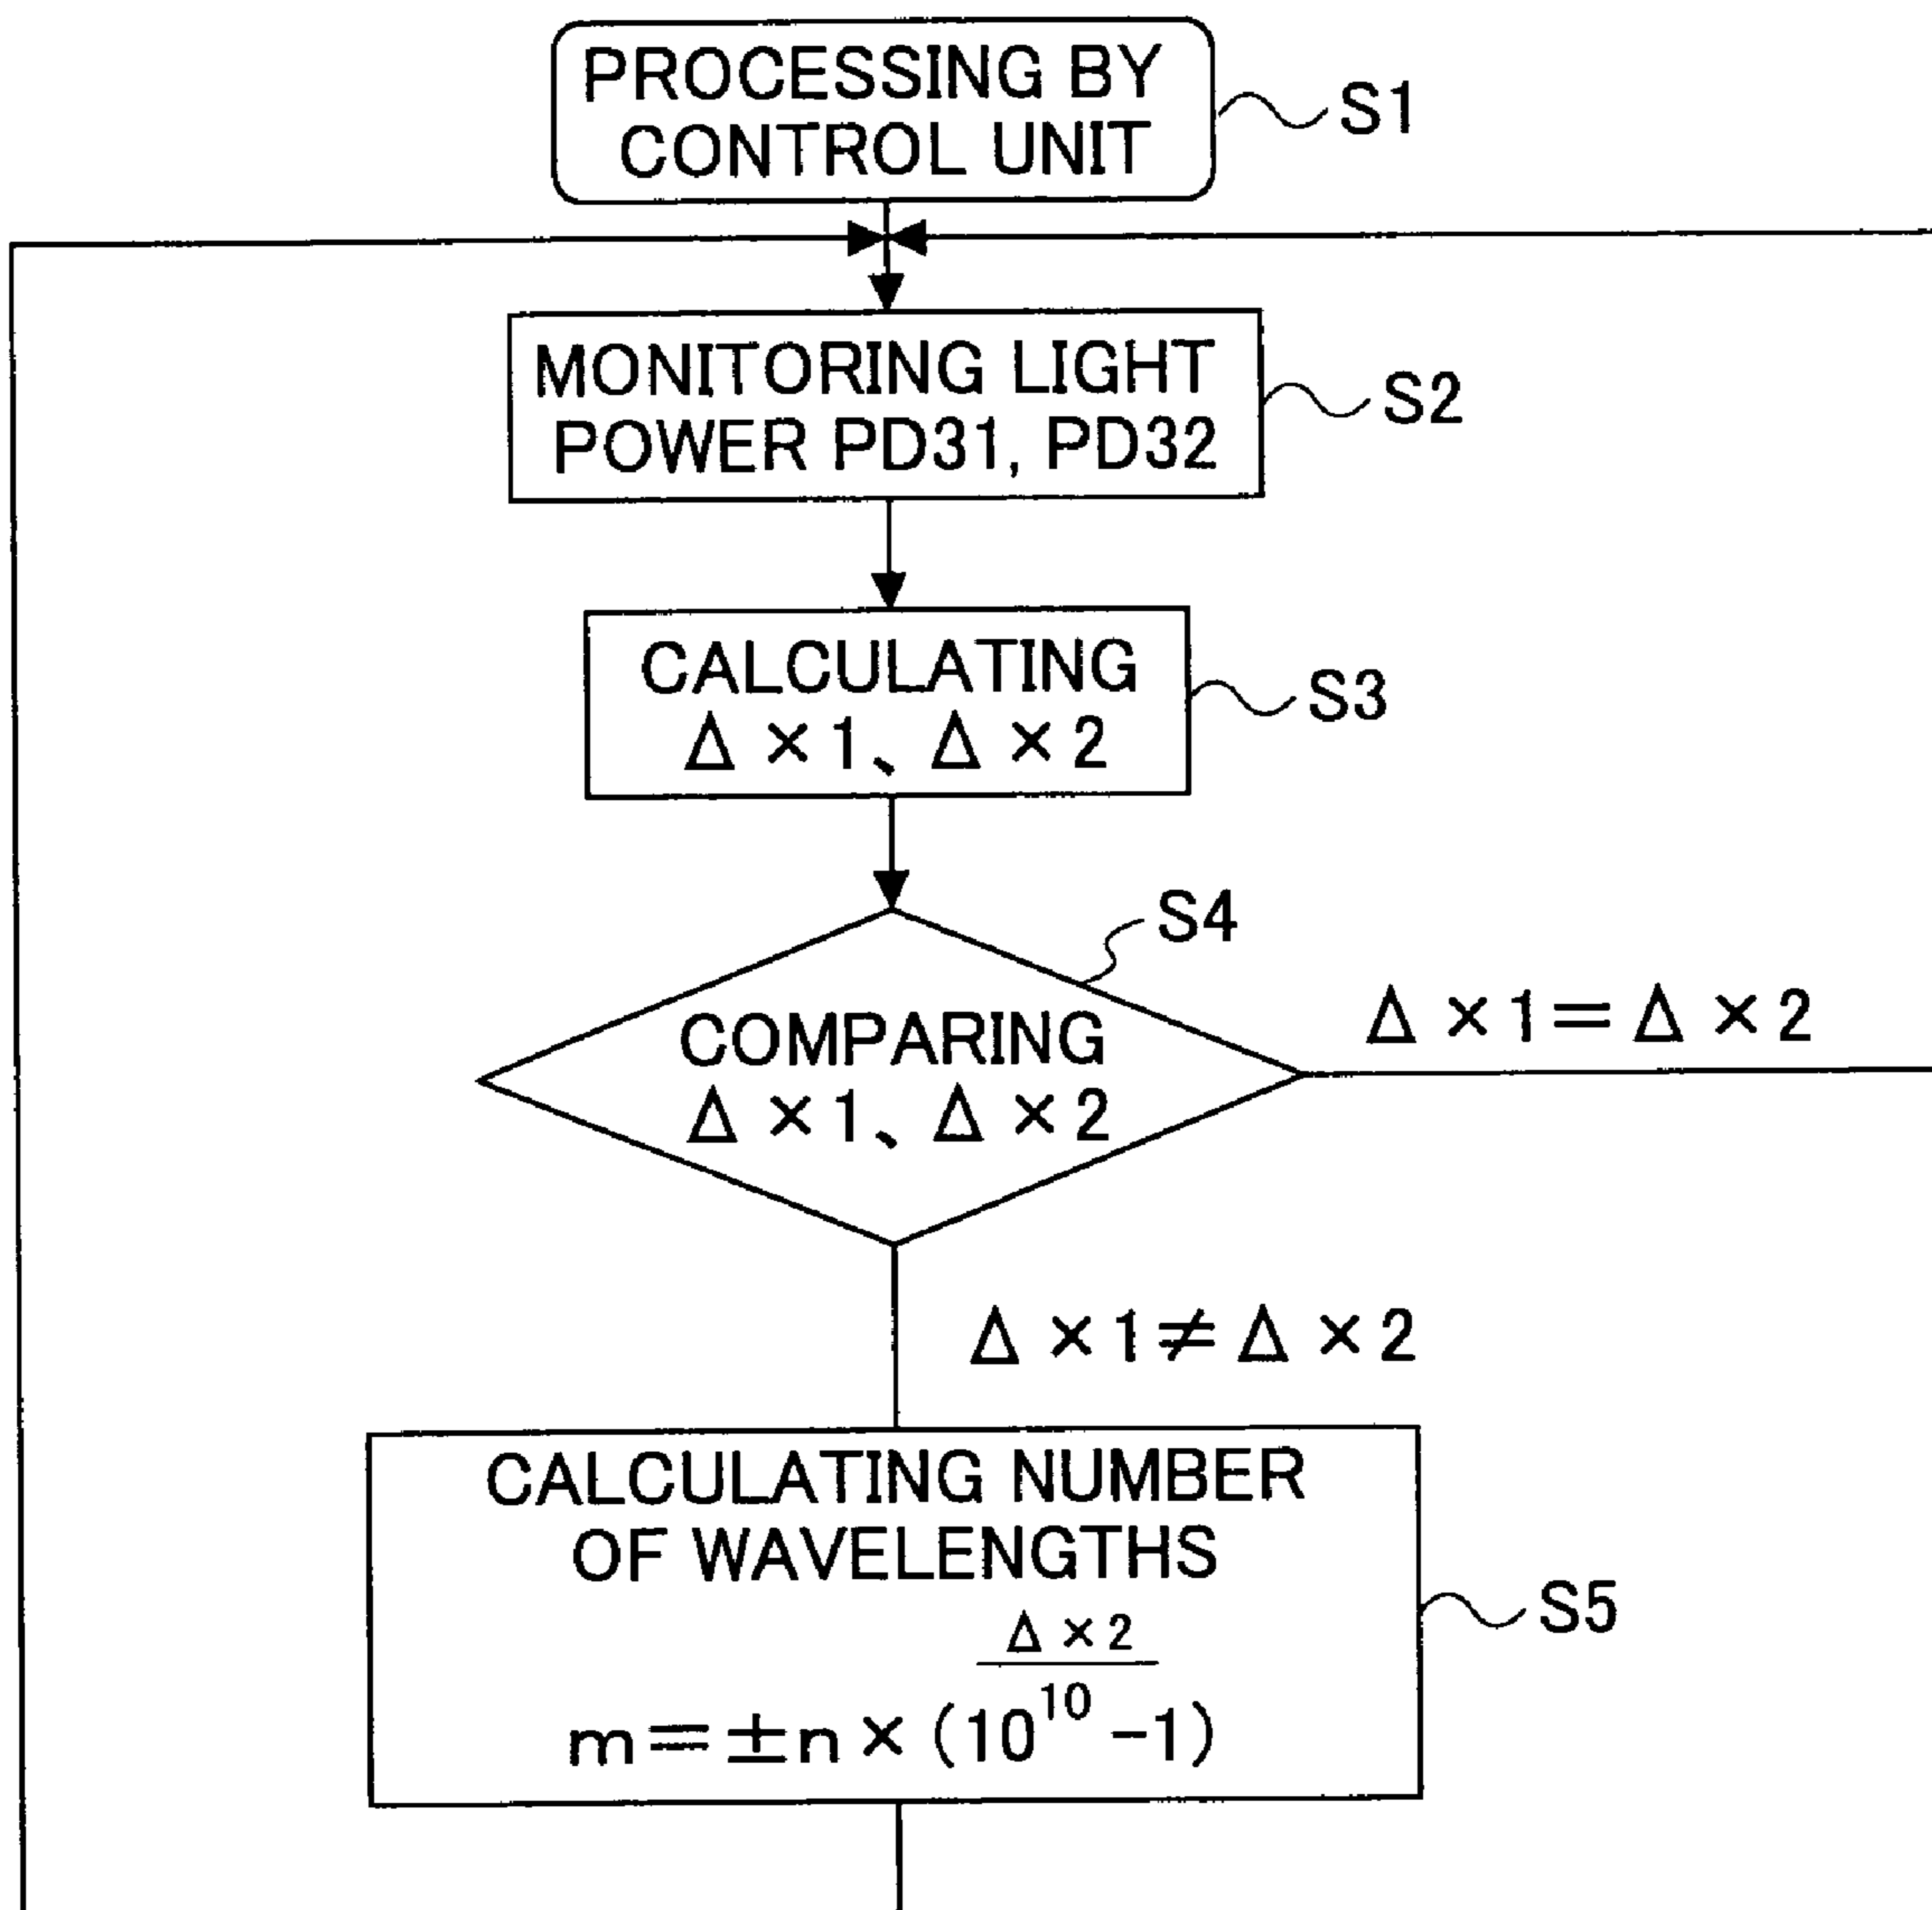 PROCESSING BY
CONTROL UNIT
S1
MONITORING LIGHT
POWER PD31, PD32
S2
CALCULATING
Δ×1、Δ×2
S3
S4
COMPARING
Δ×1、Δ×2
Δ×1=Δ×2
Δ×1≠Δ×2
CALCULATING NUMBER
OF WAVELENGTHS
Δ×2
10
m=±n×(10 -1)
S5